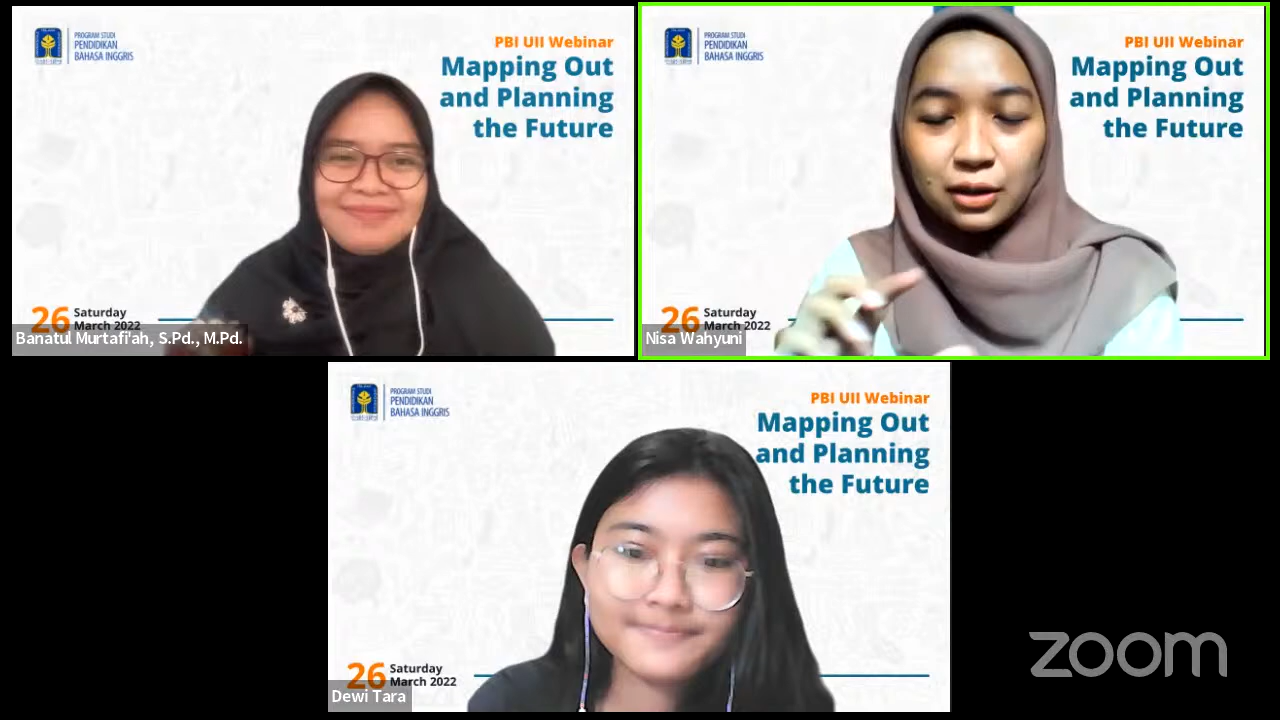 PROGRAM STUDI
PENDIDIKAN
BAHASA INGGRIS
PBI UII Webinar
Mapping Out
and Planning
the Future
26 Saturday
March 2022
Banatul Murtafi'ah, S.Pd., M.Pd.
PROGRAM STUDI
PENDIDIKAN
BAHASA INGGRIS
PBI UII Webinar
Mapping Out
and Planning
the Future
26 Saturday
March 2022
Nisa Wahyuni
PROGRAM STUDI
PENDIDIKAN
BAHASA INGGRIS
PBI UII Webinar
Mapping Out
and Planning
the Future
26 Saturday
March 2022
Dewi Tara
zoom